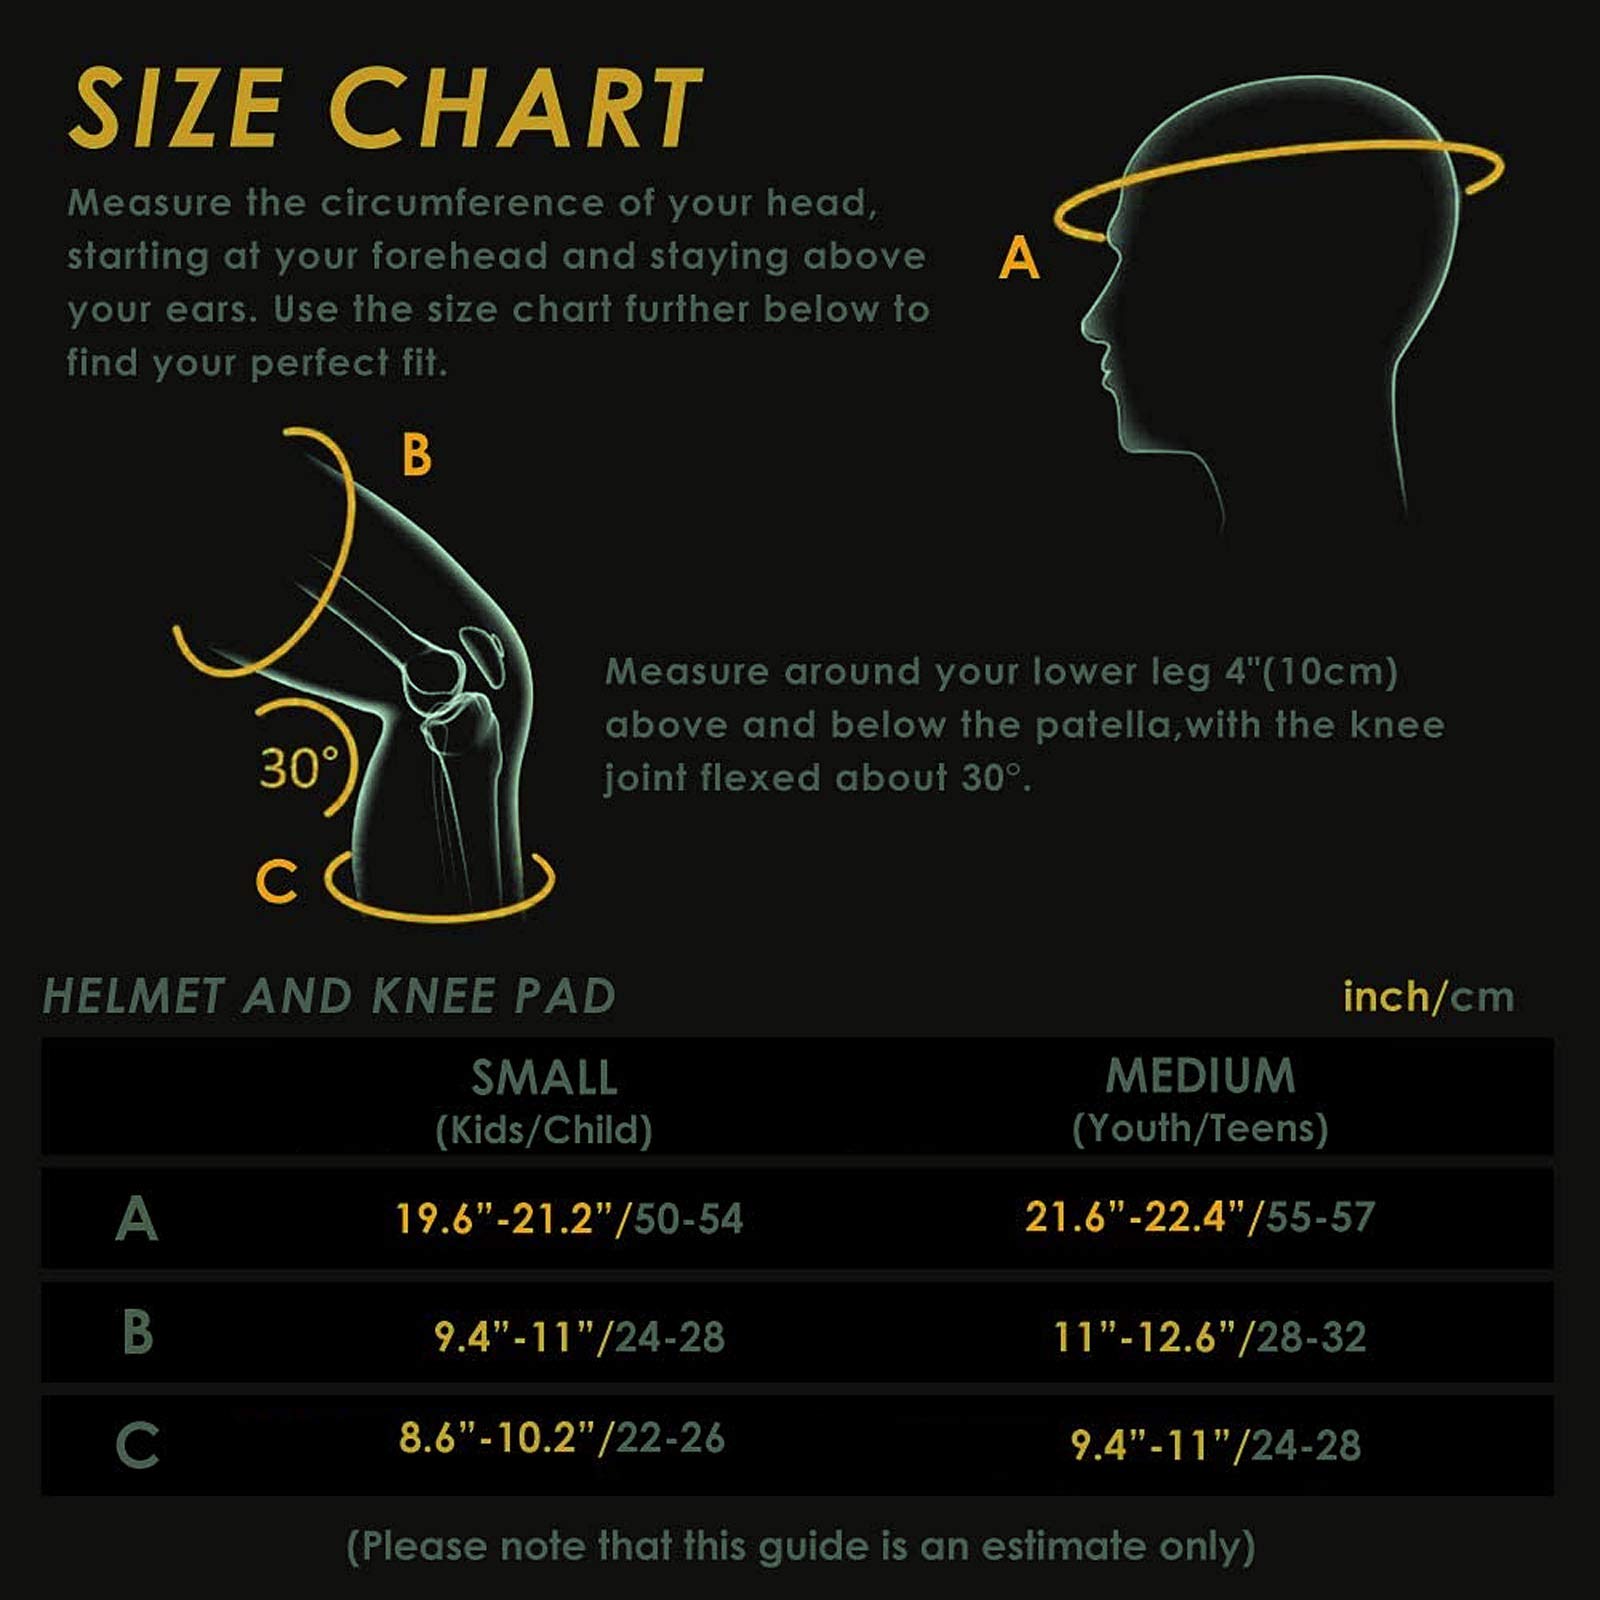 SIZE CHART
Measure the circumference of your head,
starting at your forehead and staying above
your ears. Use the size chart further below to
find your perfect fit.
A
B
30°
C
Measure around your lower leg 4"(10cm)
above and below the patella,with the knee
joint flexed about 30°.
HELMET AND KNEE PAD
inch/cm
SMALL MEDIUM
(Kids/Child) (Youth/Teens)
A 19.6”-21.2”/50-54 21.6”-22.4”/55-57
B 9.4”-11”/24-28 11”-12.6”/28-32
C 8.6”-10.2”/22-26 9.4”-11”/24-28
(Please note that this guide is an estimate only)